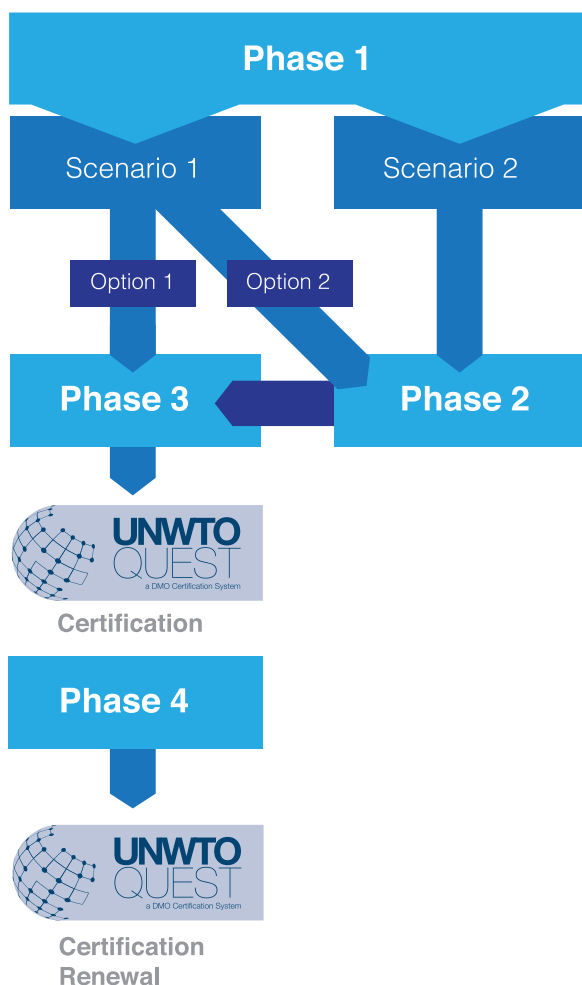 Phase 1
Scenario 1
Scenario 2
Option 1
Option 2
Phase 3
Phase 2
UNWTO
QUEST
a DMO Certification System
Certification
Phase 4
UNWTO
QUEST
a DMO Certification System
Certification
Renewal